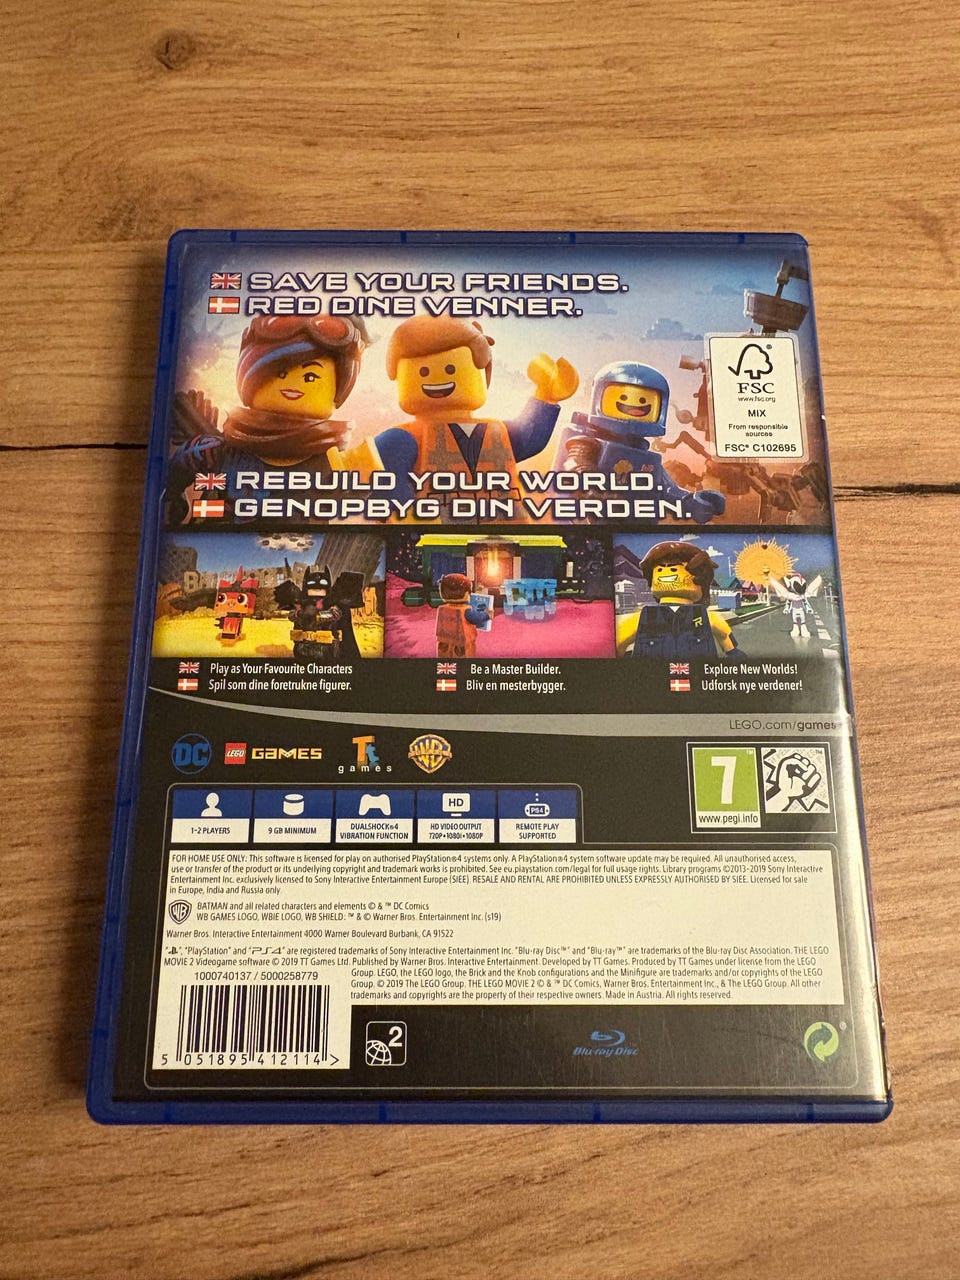 SAVE YOUR FRIENDS.
RED DINE VENNER.
FSC
www.fsc.org
MIX
From responsible
sources
FSC® C102695
REBUILD YOUR WORLD.
GENOPBYG DIN VERDEN.
Play as Your Favourite Characters
Spil som dine foretrukne figurer.
Be a Master Builder.
Bliv en mesterbygger.
Explore New Worlds!
Udforsk nye verdener!
LEGO.com/games
DC
LEGO GAMES
Tt
games
WB
7
www.pegi.info
HD
PS4
1-2 PLAYERS
9 GB MINIMUM
DUALSHOCK®4
VIBRATION FUNCTION
HD VIDEO OUTPUT
720P•1080i•1080P
REMOTE PLAY
SUPPORTED
FOR HOME USE ONLY: This software is licensed for play on authorised PlayStation®4 systems only. A PlayStation®4 system software update may be required. All unauthorised access,
use or transfer of the product or its underlying copyright and trademark works is prohibited. See eu.playstation.com/legal for full usage rights. Library programs ©2013-2019 Sony Interactive
Entertainment Inc. exclusively licensed to Sony Interactive Entertainment Europe (SIEE). RESALE AND RENTAL ARE PROHIBITED UNLESS EXPRESSLY AUTHORISED BY SIEE. Licensed for sale
in Europe, India and Russia only.
BATMAN and all related characters and elements © & ™ DC Comics
WB GAMES LOGO, WBIE LOGO, WB SHIELD: ™ & © Warner Bros. Entertainment Inc. (s19)
Warner Bros. Interactive Entertainment 4000 Warner Boulevard Burbank, CA 91522
"PlayStation" and "PS4" are registered trademarks of Sony Interactive Entertainment Inc. "Blu-ray Disc™" and "Blu-ray™" are trademarks of the Blu-ray Disc Association. THE LEGO
MOVIE 2 Videogame software © 2019 TT Games Ltd. Published by Warner Bros. Interactive Entertainment. Developed by TT Games. Produced by TT Games under license from the LEGO
Group. LEGO, the LEGO logo, the Brick and the Knob configurations and the Minifigure are trademarks and/or copyrights of the LEGO
Group. © 2019 The LEGO Group. THE LEGO MOVIE 2 © & ™ DC Comics, Warner Bros. Entertainment Inc., & The LEGO Group. All other
trademarks and copyrights are the property of their respective owners. Made in Austria. All rights reserved.
1000740137 / 5000258779
5 051895 412114 >
2
Blu-ray Disc